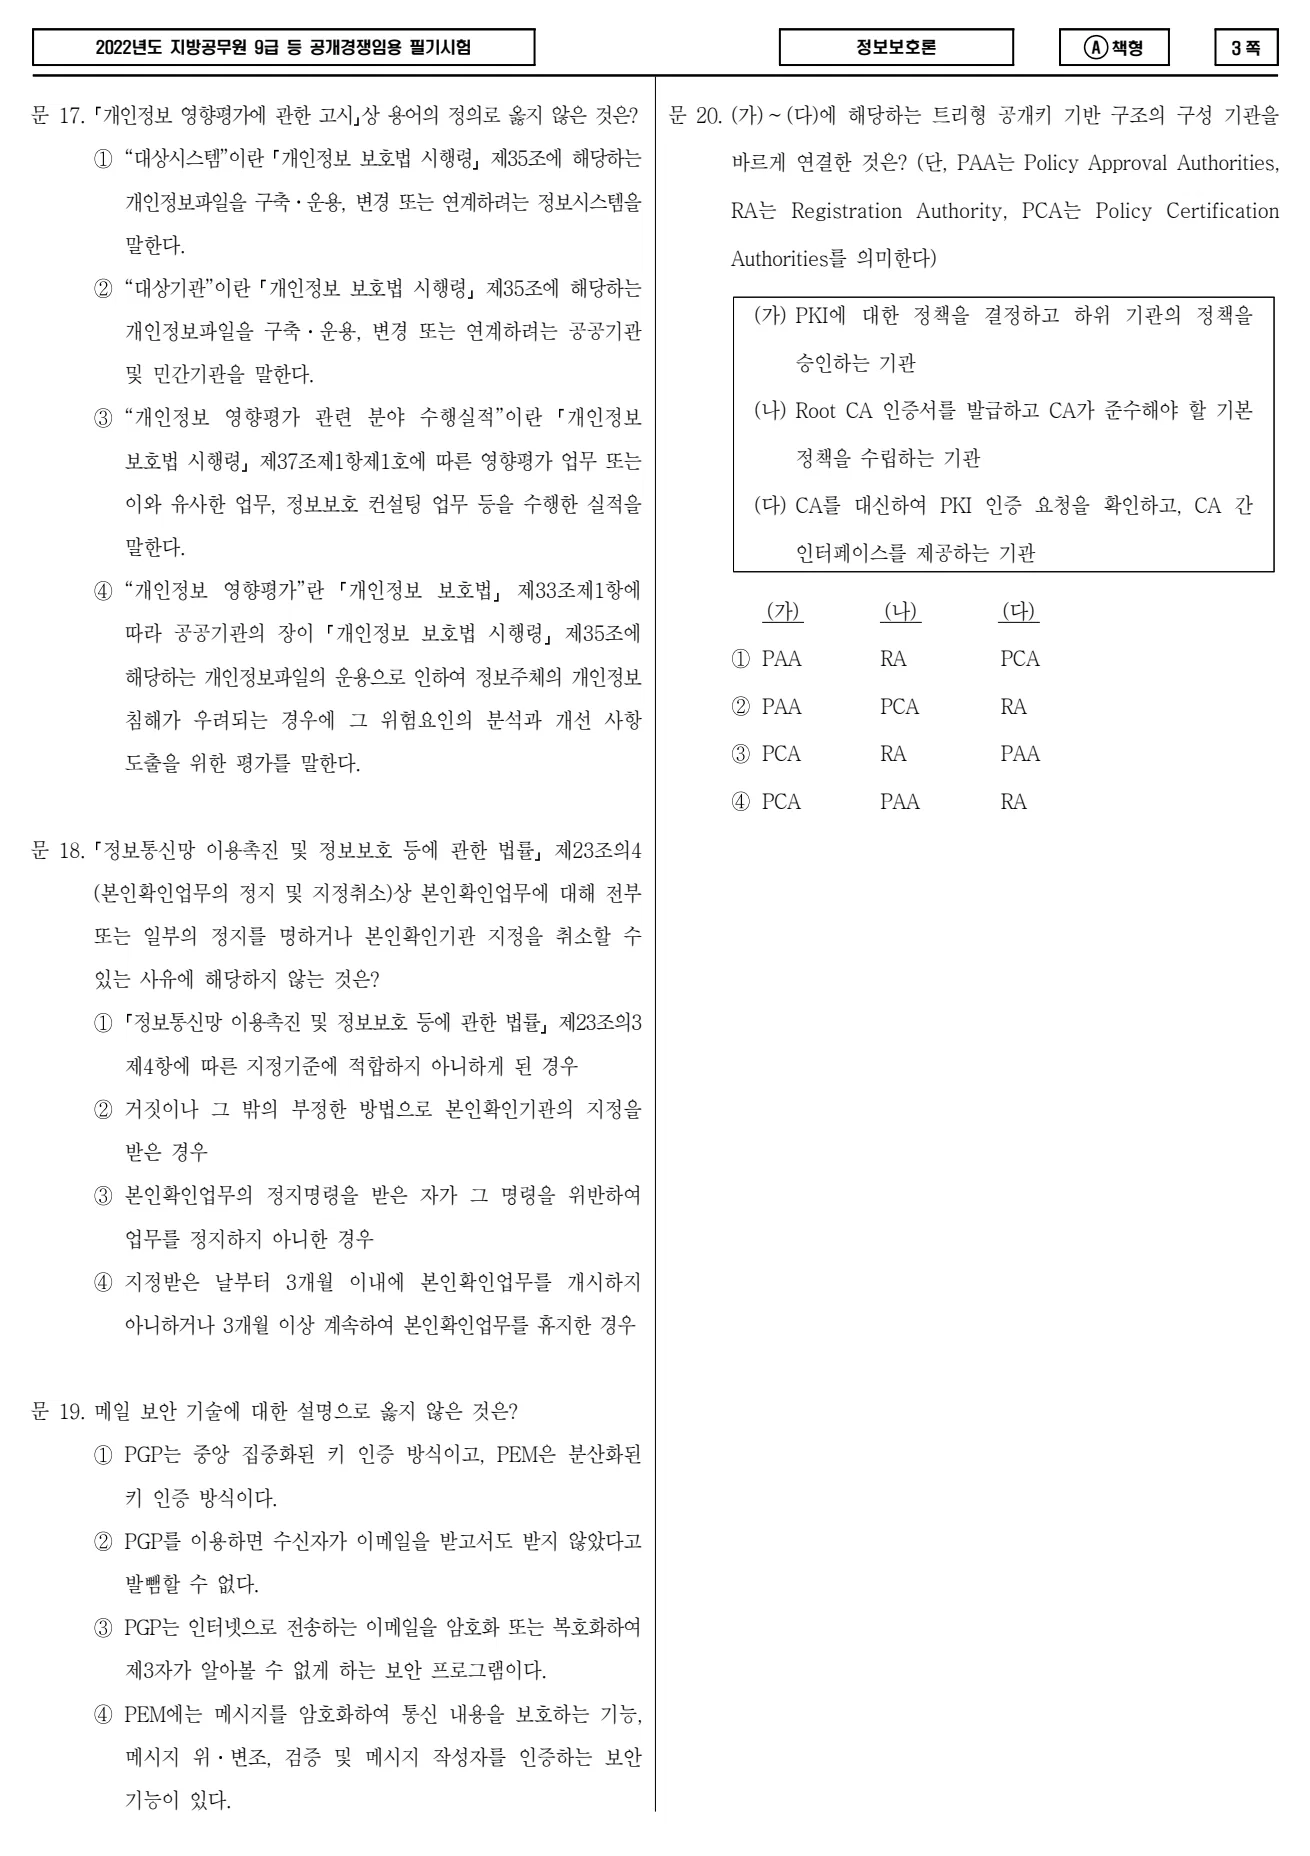 2022년도 지방공무원 9급 등 공개경쟁임용 필기시험
정보보호론
Ⓐ 책형
3 쪽
문 17. 「개인정보 영향평가에 관한 고시」상 용어의 정의로 옳지 않은 것은?
① “대상시스템”이란 「개인정보 보호법 시행령」 제35조에 해당하는
개인정보파일을 구축·운용, 변경 또는 연계하려는 정보시스템을
말한다.
② “대상기관”이란 「개인정보 보호법 시행령」 제35조에 해당하는
개인정보파일을 구축·운용, 변경 또는 연계하려는 공공기관
및 민간기관을 말한다.
③ “개인정보 영향평가 관련 분야 수행실적”이란 「개인정보
보호법 시행령」 제37조제1항제1호에 따른 영향평가 업무 또는
이와 유사한 업무, 정보보호 컨설팅 업무 등을 수행한 실적을
말한다.
④ “개인정보 영향평가”란 「개인정보 보호법」 제33조제1항에
따라 공공기관의 장이 「개인정보 보호법 시행령」 제35조에
해당하는 개인정보파일의 운용으로 인하여 정보주체의 개인정보
침해가 우려되는 경우에 그 위험요인의 분석과 개선 사항
도출을 위한 평가를 말한다.
문 18. 「정보통신망 이용촉진 및 정보보호 등에 관한 법률」 제23조의4
(본인확인업무의 정지 및 지정취소)상 본인확인업무에 대해 전부
또는 일부의 정지를 명하거나 본인확인기관 지정을 취소할 수
있는 사유에 해당하지 않는 것은?
① 「정보통신망 이용촉진 및 정보보호 등에 관한 법률」 제23조의3
제4항에 따른 지정기준에 적합하지 아니하게 된 경우
② 거짓이나 그 밖의 부정한 방법으로 본인확인기관의 지정을
받은 경우
③ 본인확인업무의 정지명령을 받은 자가 그 명령을 위반하여
업무를 정지하지 아니한 경우
④ 지정받은 날부터 3개월 이내에 본인확인업무를 개시하지
아니하거나 3개월 이상 계속하여 본인확인업무를 휴지한 경우
문 19. 메일 보안 기술에 대한 설명으로 옳지 않은 것은?
① PGP는 중앙 집중화된 키 인증 방식이고, PEM은 분산화된
키 인증 방식이다.
② PGP를 이용하면 수신자가 이메일을 받고서도 받지 않았다고
발뺌할 수 없다.
③ PGP는 인터넷으로 전송하는 이메일을 암호화 또는 복호화하여
제3자가 알아볼 수 없게 하는 보안 프로그램이다.
④ PEM에는 메시지를 암호화하여 통신 내용을 보호하는 기능,
메시지 위·변조, 검증 및 메시지 작성자를 인증하는 보안
기능이 있다.
문 20. (가) ~ (다)에 해당하는 트리형 공개키 기반 구조의 구성 기관을
바르게 연결한 것은? (단, PAA는 Policy Approval Authorities,
RA는 Registration Authority, PCA는 Policy Certification
Authorities를 의미한다)
(가) PKI에 대한 정책을 결정하고 하위 기관의 정책을
승인하는 기관
(나) Root CA 인증서를 발급하고 CA가 준수해야 할 기본
정책을 수립하는 기관
(다) CA를 대신하여 PKI 인증 요청을 확인하고, CA 간
인터페이스를 제공하는 기관
(가) (나) (다)
① PAA RA PCA
② PAA PCA RA
③ PCA RA PAA
④ PCA PAA RA